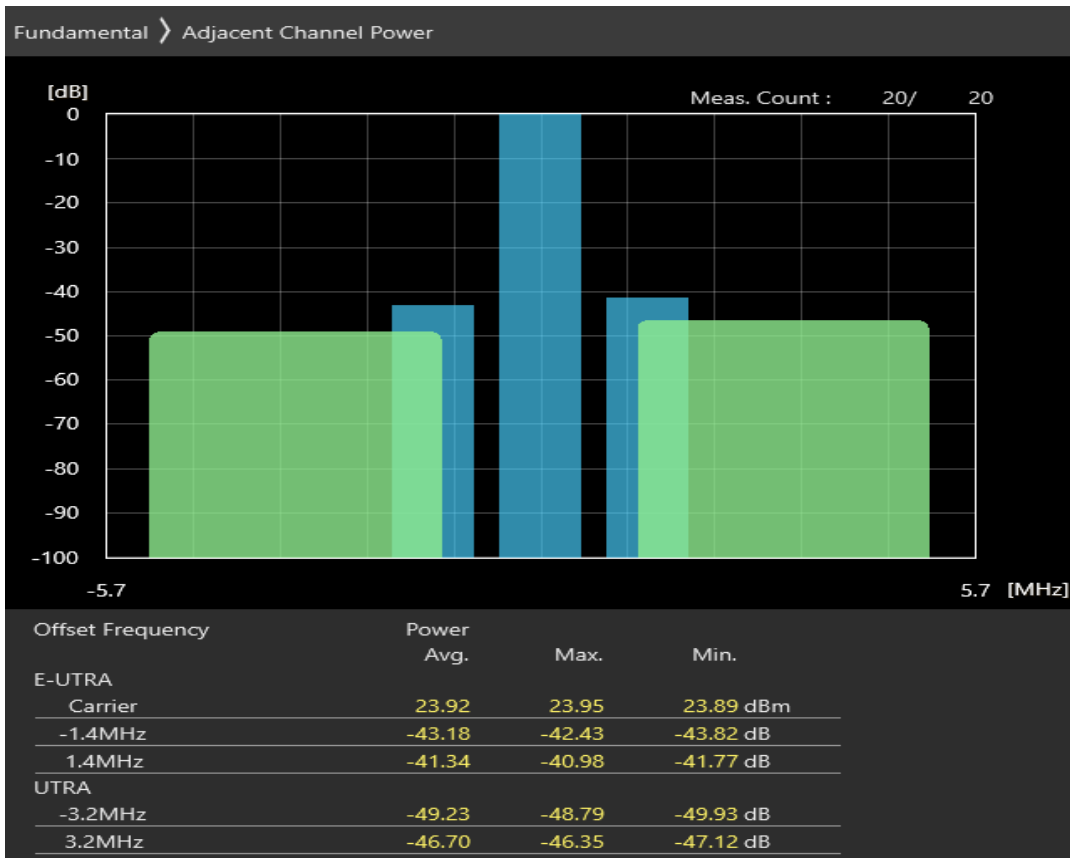 Fundamental 〉 Adjacent Channel Power
[dB]
Meas. Count : 20/ 20
0
-10
-20
-30
-40
-50
-60
-70
-80
-90
-100
-5.7 5.7 [MHz]
Offset Frequency Power
Avg. Max. Min.
E-UTRA
Carrier 23.92 23.95 23.89 dBm
-1.4MHz -43.18 -42.43 -43.82 dB
1.4MHz -41.34 -40.98 -41.77 dB
UTRA
-3.2MHz -49.23 -48.79 -49.93 dB
3.2MHz -46.70 -46.35 -47.12 dB